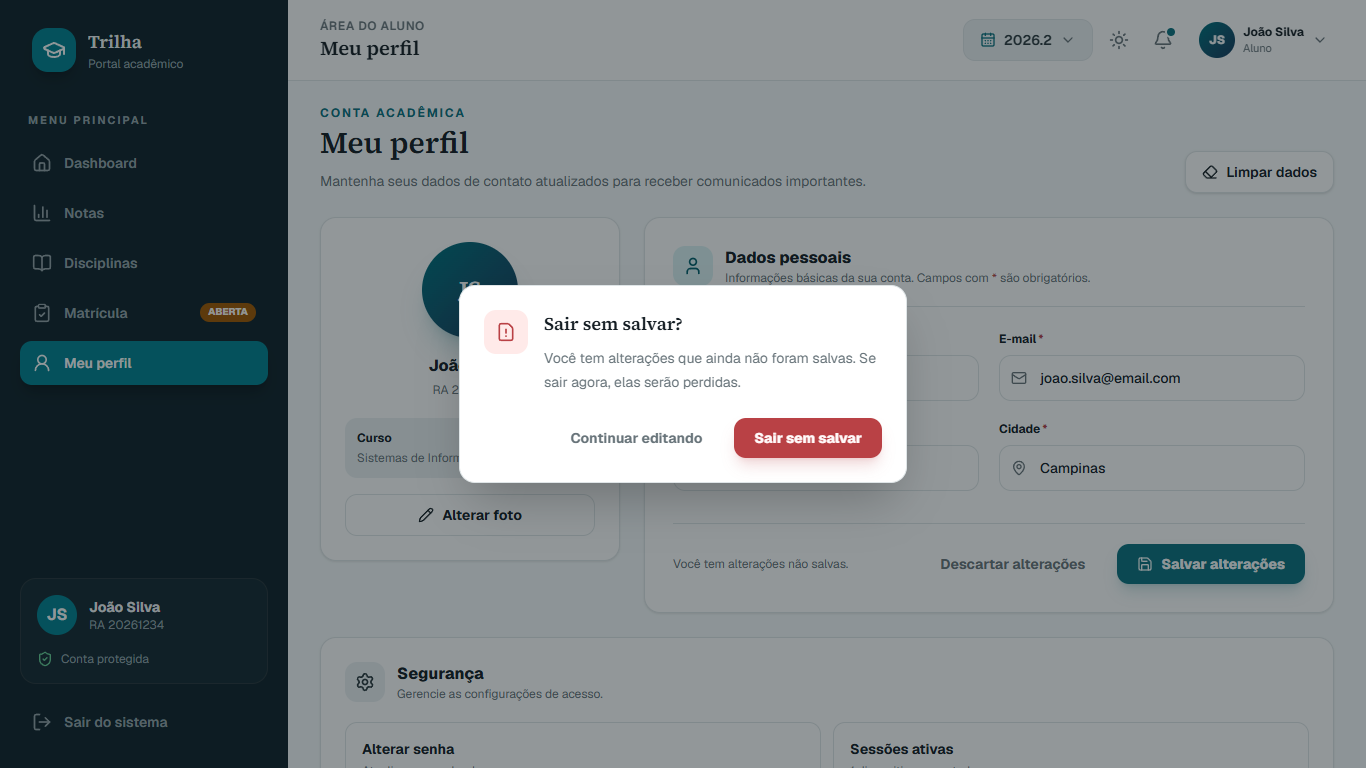 Trilha
Portal acadêmico
MENU PRINCIPAL
Dashboard
Notas
Disciplinas
Matrícula
ABERTA
Meu perfil
JS
João Silva
RA 20261234
Conta protegida
Sair do sistema
ÁREA DO ALUNO
Meu perfil
2026.2
JS
João Silva
Aluno
CONTA ACADÊMICA
Meu perfil
Mantenha seus dados de contato atualizados para receber comunicados importantes.
Limpar dados
Curso
Sistemas de
Alterar foto
Dados pessoais
Informações básicas da sua conta. Campos com * são obrigatórios.
E-mail *
joao.silva@email.com
Cidade *
Campinas
Você tem alterações não salvas.
Descartar alterações
Salvar alterações
Sair sem salvar?
Você tem alterações que ainda não foram salvas. Se
sair agora, elas serão perdidas.
Continuar editando
Sair sem salvar
Segurança
Gerencie as configurações de acesso.
Alterar senha
Sessões ativas